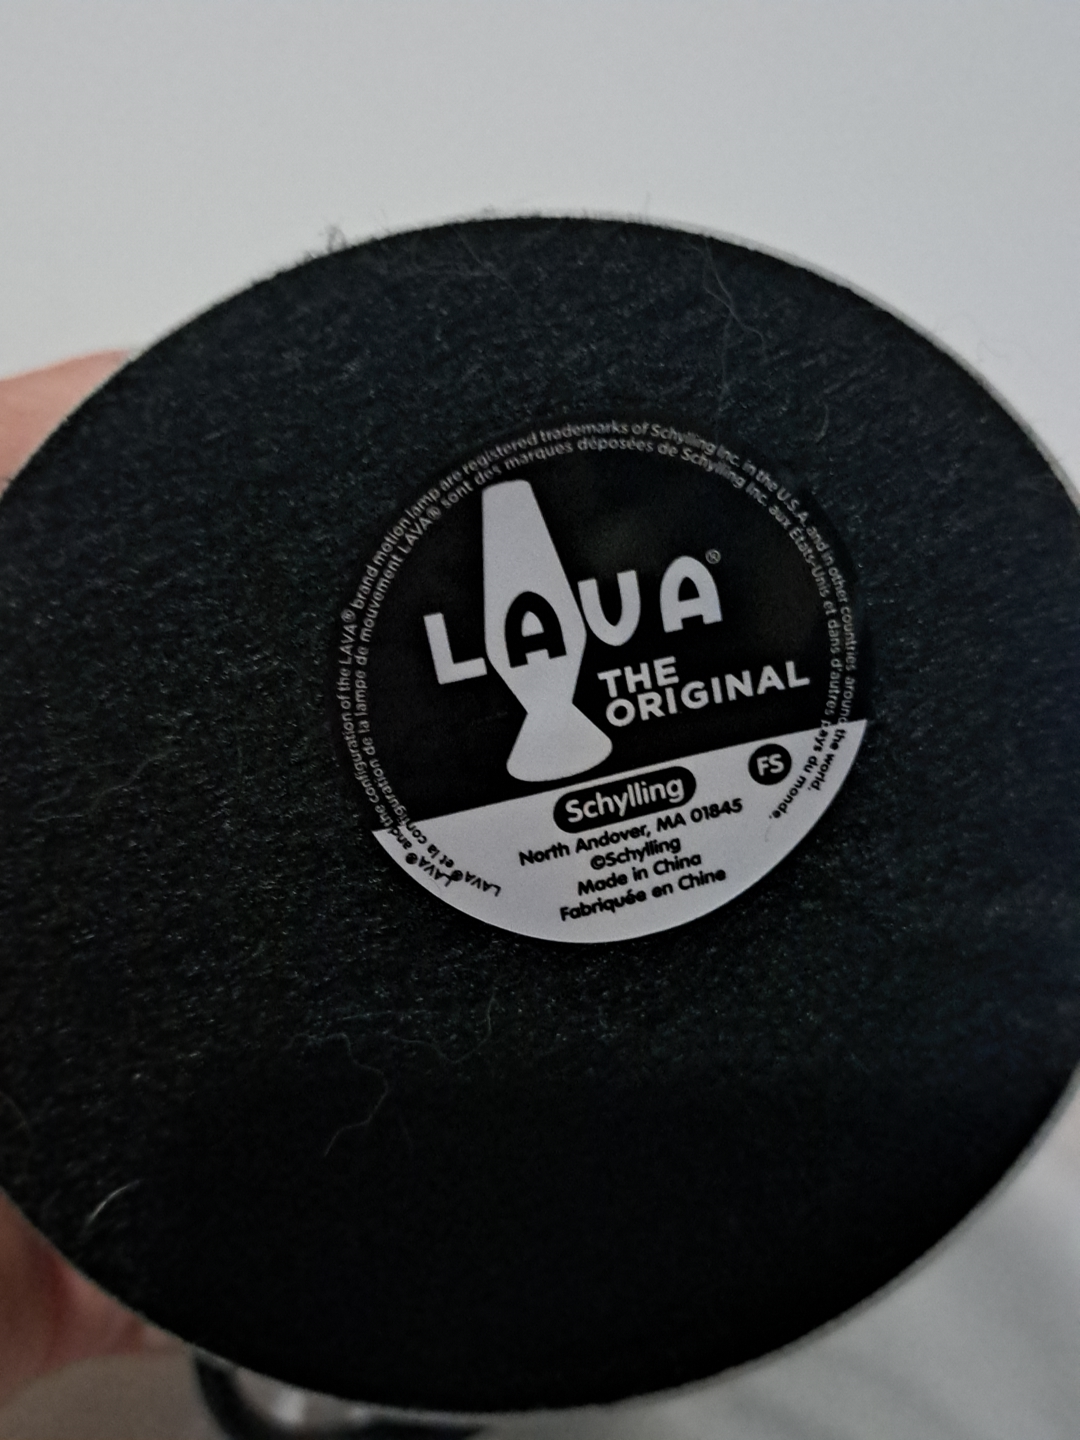 LAVA® and the configuration of the LAVA® brand motion lamp are registered trademarks of Schylling Inc. in the U.S.A. and in other countries around the world.
LAVA® et la configuration de la lampe de mouvement LAVA® sont des marques déposées de Schylling Inc. aux États-Unis et dans d'autres pays du monde.
LAVA®
THE
ORIGINAL
Schylling
FS
North Andover, MA 01845
©Schylling
Made in China
Fabriquée en Chine